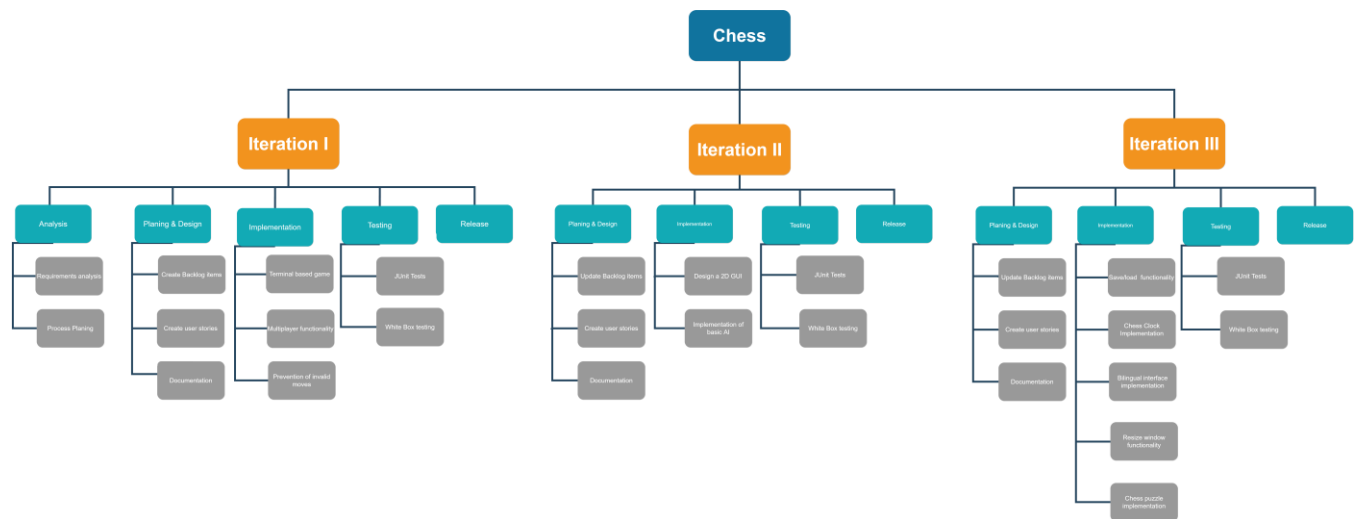 Chess
Iteration I
Iteration II
Iteration III
Analysis
Planing & Design
Implementation
Testing
Release
Planing & Design
Implementation
Testing
Release
Planing & Design
Implementation
Testing
Release
Requirements analysis
Process Planing
Create Backlog items
Create user stories
Documentation
Terminal based game
Multiplayer functionality
Prevention of invalid
moves
JUnit Tests
White Box testing
Update Backlog items
Create user stories
Documentation
Design a 2D GUI
Implementation of
basic AI
JUnit Tests
White Box testing
Update Backlog items
Create user stories
Documentation
Save/load functionality
Chess Clock
Implementation
Bilingual interface
implementation
Resize window
functionality
Chess puzzle
implementation
JUnit Tests
White Box testing